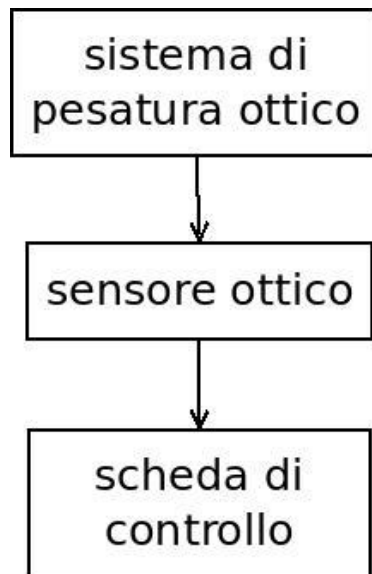 sistema di
pesatura ottico
sensore ottico
scheda di
controllo